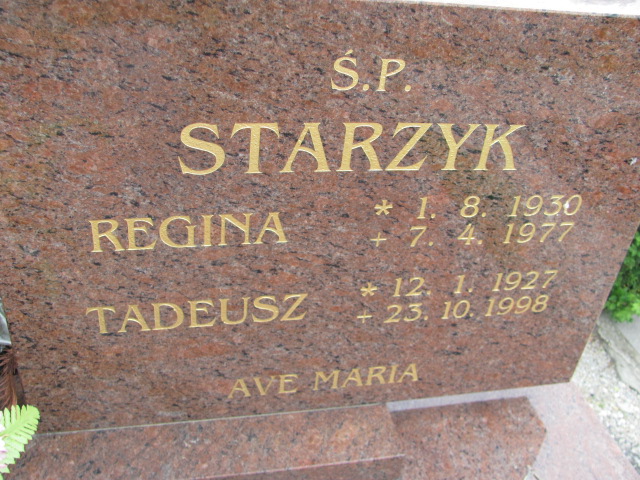 Ś.P.
STARZYK
REGINA * 1. 8. 1930
+ 7. 4. 1977
TADEUSZ * 12. 1. 1927
+ 23. 10. 1998
AVE MARIA